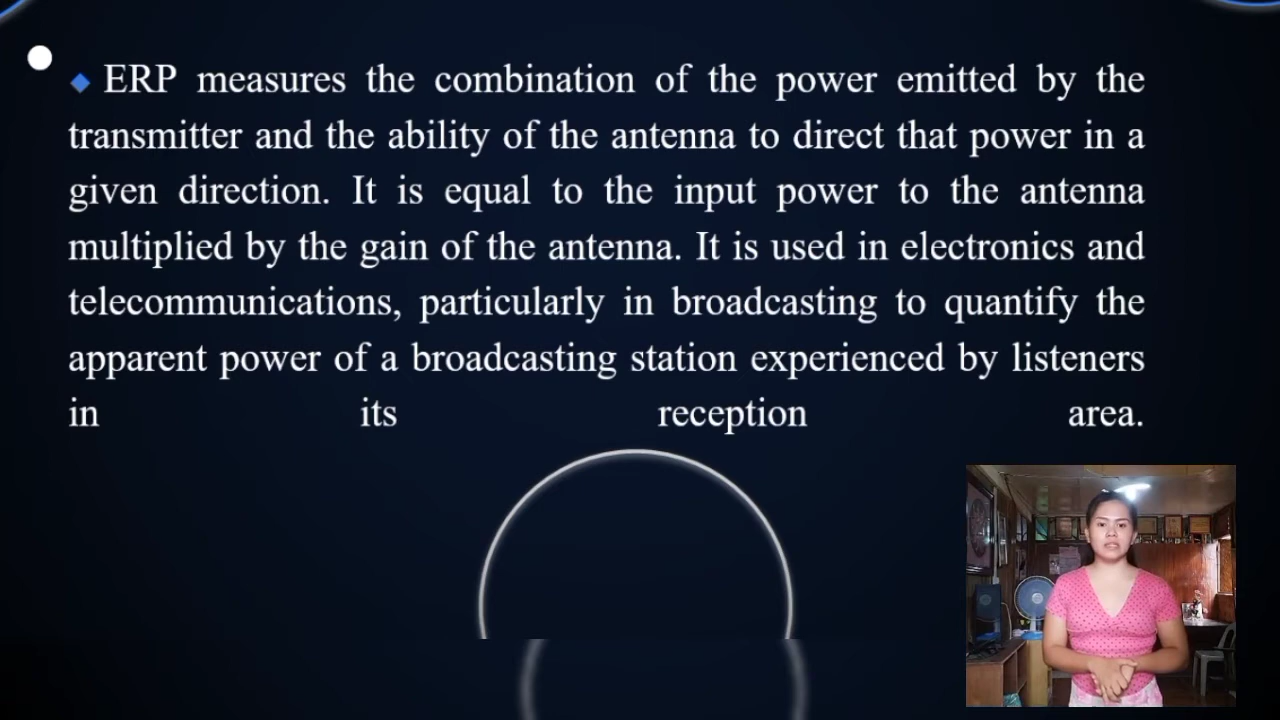 ERP measures the combination of the power emitted by the
transmitter and the ability of the antenna to direct that power in a
given direction. It is equal to the input power to the antenna
multiplied by the gain of the antenna. It is used in electronics and
telecommunications, particularly in broadcasting to quantify the
apparent power of a broadcasting station experienced by listeners
in its reception area.